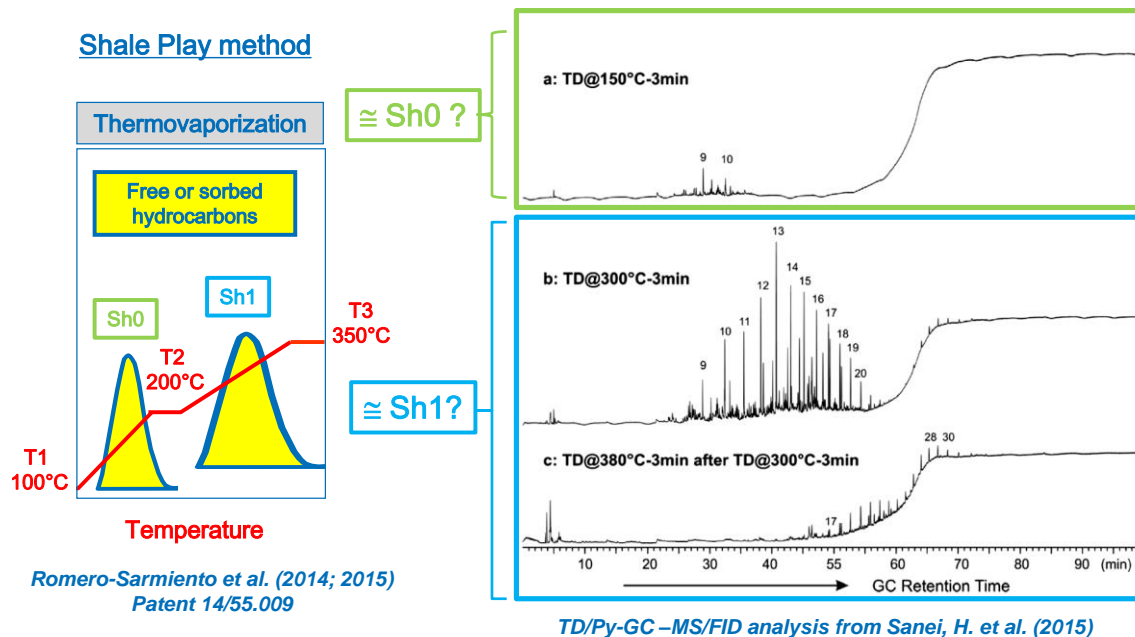 Shale Play method
Thermovaporization
Free or sorbed
hydrocarbons
Sh0
Sh1
T1
100°C
T2
200°C
T3
350°C
Temperature
Romero-Sarmiento et al. (2014; 2015)
Patent 14/55.009
≅ Sh0 ?
≅ Sh1?
a: TD@150°C-3min
9 10
b: TD@300°C-3min
9 10 11 12 13 14 15 16 17 18 19 20
c: TD@380°C-3min after TD@300°C-3min
17 28 30
10 20 30 40 55 60 70 80 90 (min)
GC Retention Time
TD/Py-GC –MS/FID analysis from Sanei, H. et al. (2015)